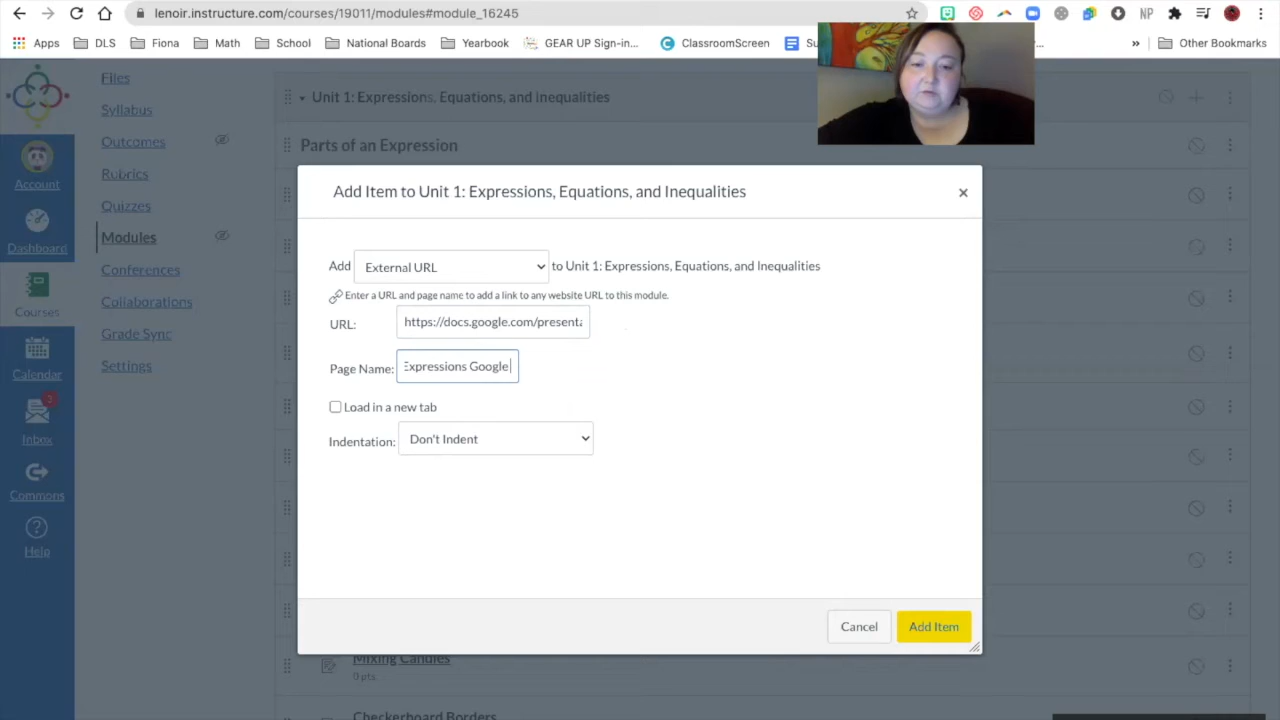 lenoir.instructure.com/courses/19011/modules#module_16245
NP
Apps DLS Fiona Math School National Boards Yearbook GEAR UP Sign-in... ClassroomScreen ... » Other Bookmarks
Files
Syllabus
Outcomes
Rubrics
Quizzes
Modules
Conferences
Collaborations
Grade Sync
Settings
Account
Dashboard
Courses
Calendar
3
Inbox
Commons
Help
Unit 1: Expressions, Equations, and Inequalities
Parts of an Expression
Add Item to Unit 1: Expressions, Equations, and Inequalities
Add External URL to Unit 1: Expressions, Equations, and Inequalities
Enter a URL and page name to add a link to any website URL to this module.
URL: https://docs.google.com/present
Page Name: Expressions Google
Load in a new tab
Indentation: Don't Indent
Cancel Add Item
Mixing Candies
0 pts
Checkerboard Borders